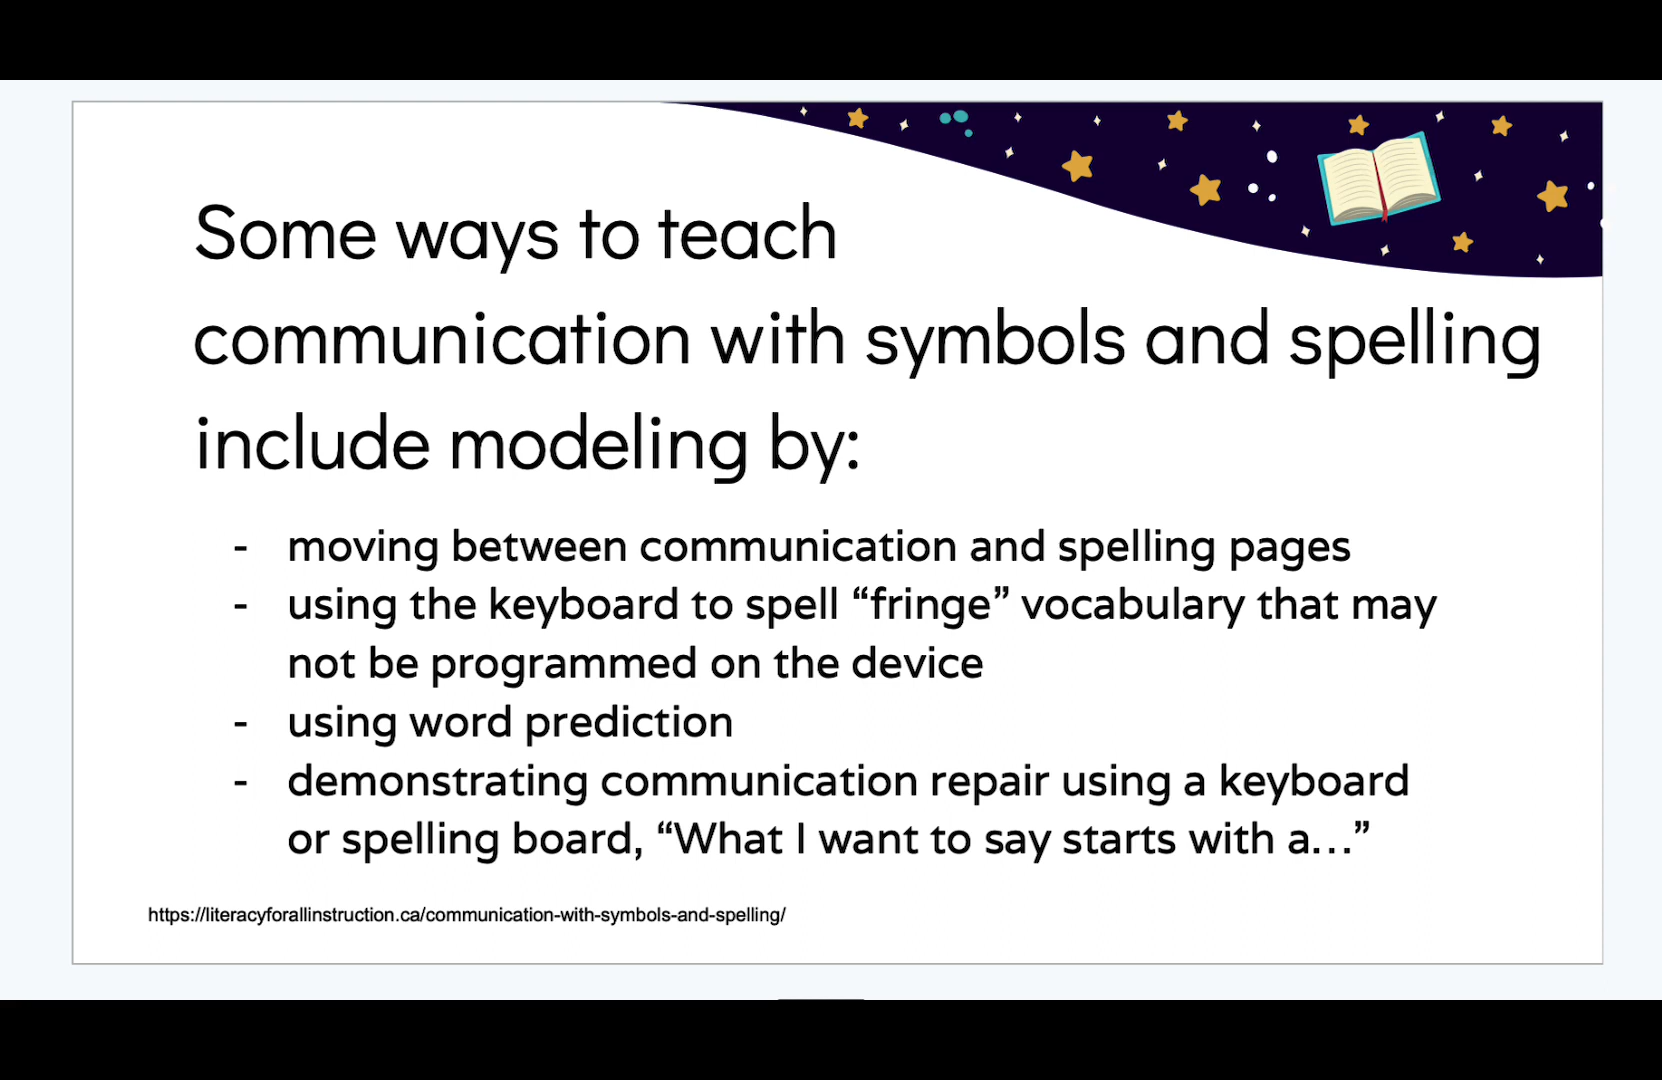 Some ways to teach
communication with symbols and spelling
include modeling by:
- moving between communication and spelling pages
- using the keyboard to spell “fringe” vocabulary that may
not be programmed on the device
- using word prediction
- demonstrating communication repair using a keyboard
or spelling board, “What I want to say starts with a...”
https://literacyforallinstruction.ca/communication-with-symbols-and-spelling/